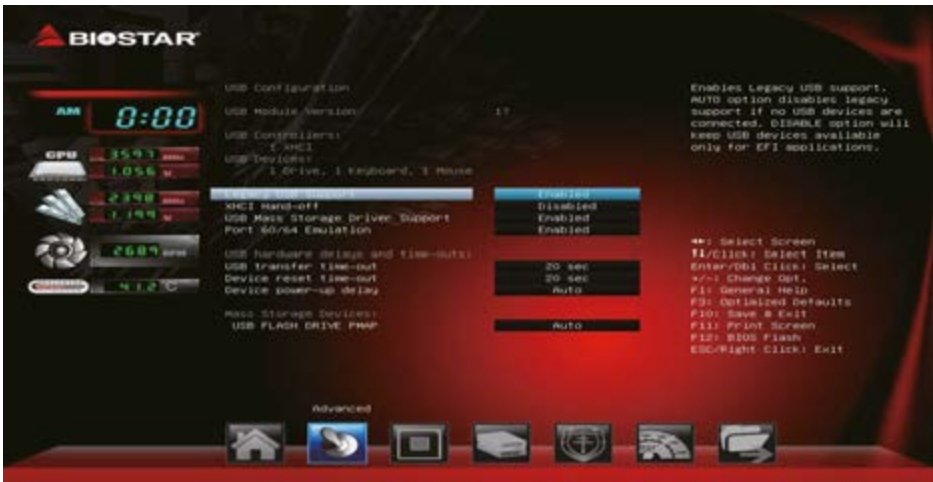 BIOSTAR
AM 0:00
CPU 3597 MHz
1.056 V
2398 MHz
1.199 V
2689 RPM
41.2 °C
USB Configuration
USB Module Version 17
USB Controllers:
1 XHCI
USB Devices:
1 Drive, 1 Keyboard, 1 Mouse
Legacy USB Support Enabled
XHCI Hand-off Disabled
USB Mass Storage Driver Support Enabled
Port 60/64 Emulation Enabled
USB hardware delays and time-outs:
USB transfer time-out 20 sec
Device reset time-out 20 sec
Device power-up delay Auto
Mass Storage Devices:
USB FLASH DRIVE PMAP Auto
Enables Legacy USB support.
AUTO option disables legacy
support if no USB devices are
connected. DISABLE option will
keep USB devices available
only for EFI applications.
↔: Select Screen
↑↓/Click: Select Item
Enter/Dbl Click: Select
+/-: Change Opt.
F1: General Help
F3: Optimized Defaults
F10: Save & Exit
F11: Print Screen
F12: BIOS Flash
ESC/Right Click: Exit
Advanced